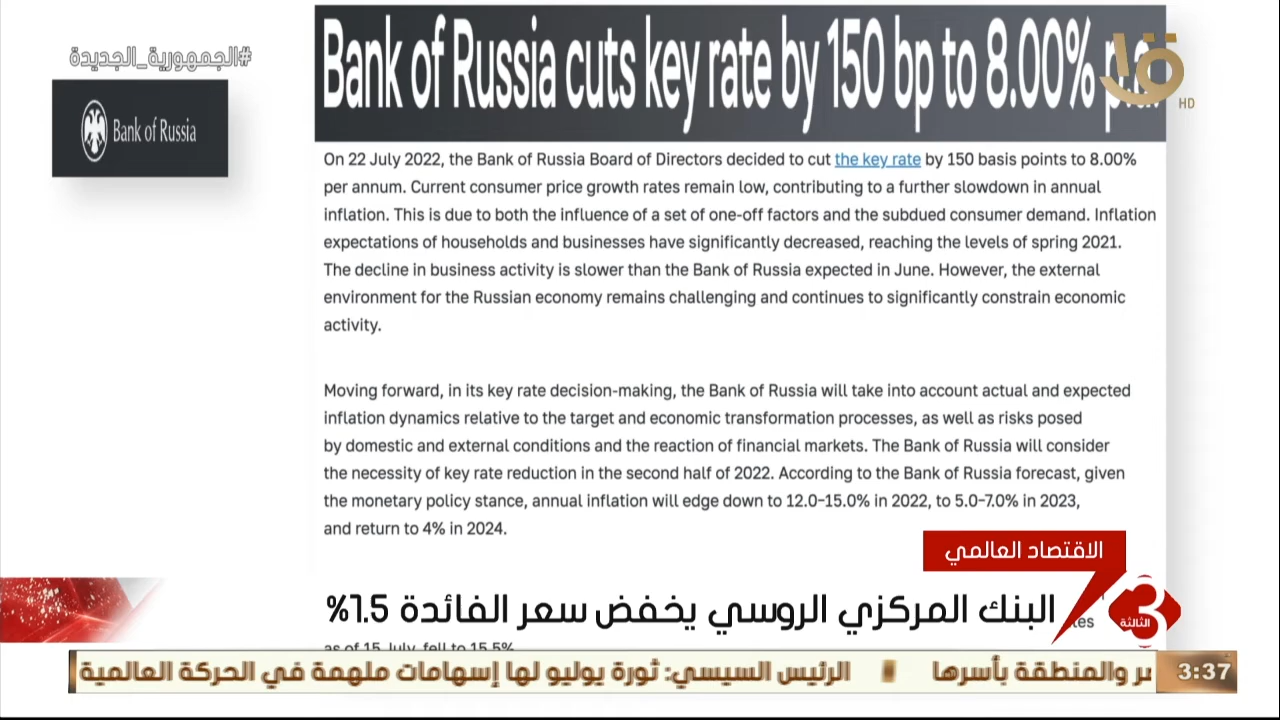 #الجمهورية_الجديدة
Bank of Russia
Bank of Russia cuts key rate by 150 bp to 8.00% p.a.
HD
On 22 July 2022, the Bank of Russia Board of Directors decided to cut the key rate by 150 basis points to 8.00%
per annum. Current consumer price growth rates remain low, contributing to a further slowdown in annual
inflation. This is due to both the influence of a set of one-off factors and the subdued consumer demand. Inflation
expectations of households and businesses have significantly decreased, reaching the levels of spring 2021.
The decline in business activity is slower than the Bank of Russia expected in June. However, the external
environment for the Russian economy remains challenging and continues to significantly constrain economic
activity.
Moving forward, in its key rate decision-making, the Bank of Russia will take into account actual and expected
inflation dynamics relative to the target and economic transformation processes, as well as risks posed
by domestic and external conditions and the reaction of financial markets. The Bank of Russia will consider
the necessity of key rate reduction in the second half of 2022. According to the Bank of Russia forecast, given
the monetary policy stance, annual inflation will edge down to 12.0–15.0% in 2022, to 5.0–7.0% in 2023,
and return to 4% in 2024.
الاقتصاد العالمي
البنك المركزي الروسي يخفض سعر الفائدة 1.5%
3
الثالثة
as of 15 July, fell to 15.5%
والمنطقة بأسرها
الرئيس السيسي: ثورة يوليو لها إسهامات ملهمة في الحركة العالمية
3:37